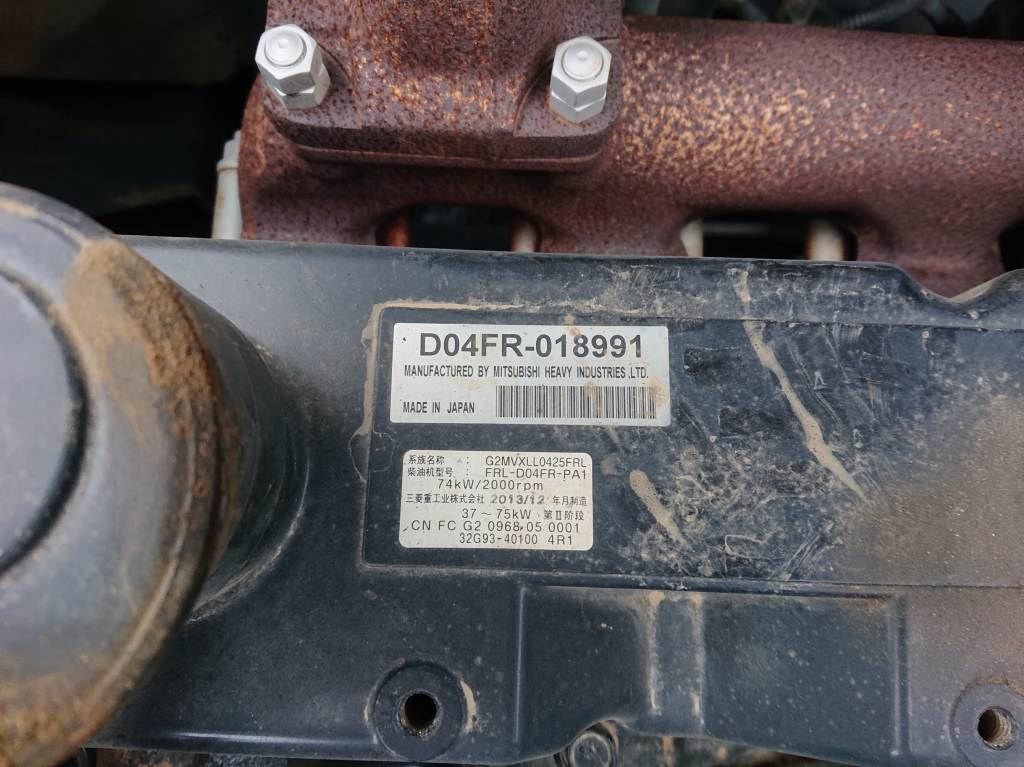 D04FR-018991
MANUFACTURED BY MITSUBISHI HEAVY INDUSTRIES,LTD.
MADE IN JAPAN
系族名称 : G2MVXLL0425FRL
柴油机型号: FRL-D04FR-PA1
74kW/2000rpm
三菱重工业株式会社 2013/12 年月制造
37～75kW 第Ⅱ阶段
CN FC G2 0968 05 0001
32G93-40100 4R1